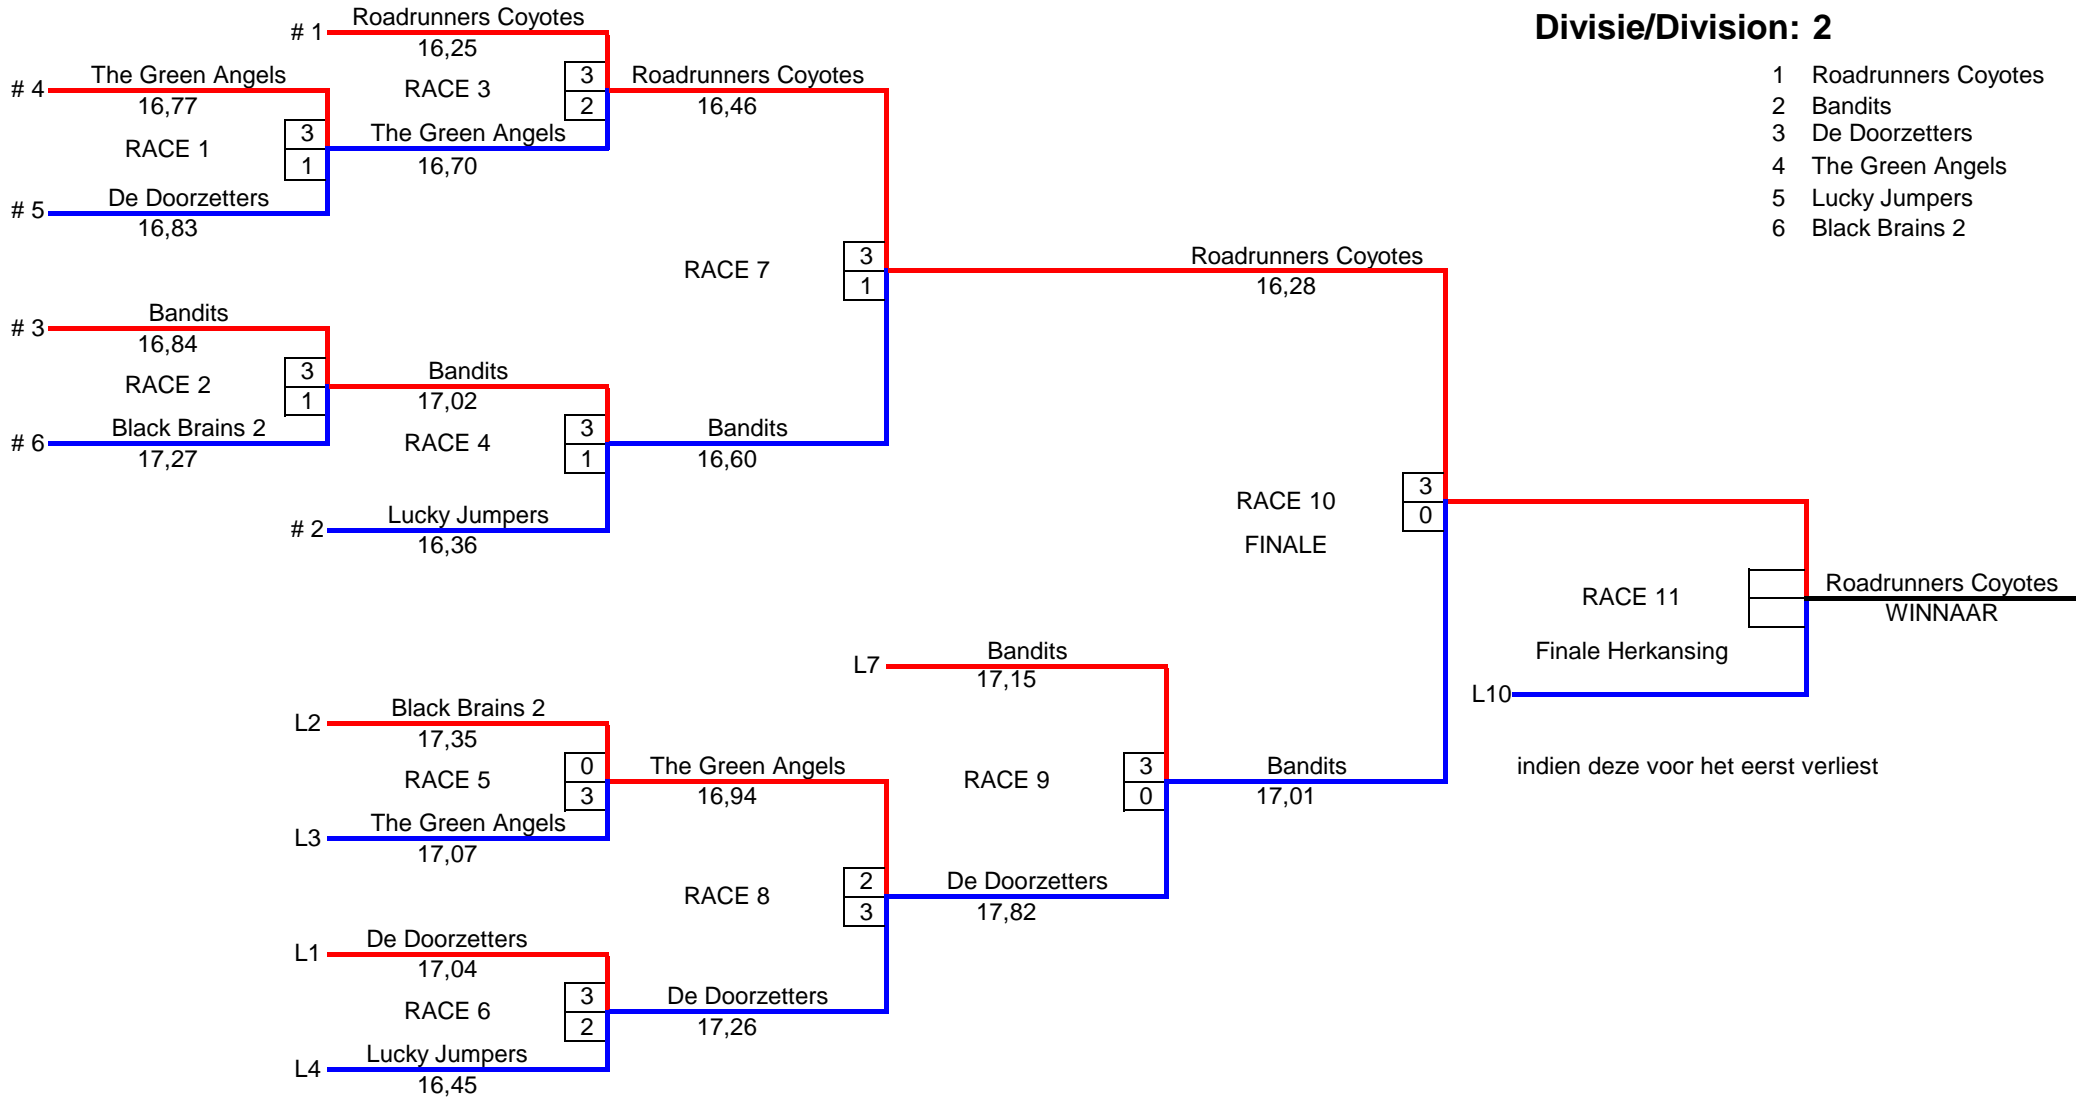 Divisie/Division: 2
1 Roadrunners Coyotes
2 Bandits
3 De Doorzetters
4 The Green Angels
5 Lucky Jumpers
6 Black Brains 2
# 4 The Green Angels
16,77
RACE 1
3
1
# 5 De Doorzetters
16,83
# 3 Bandits
16,84
RACE 2
3
1
# 6 Black Brains 2
17,27
# 1 Roadrunners Coyotes
16,25
RACE 3
3
2
The Green Angels
16,70
Bandits
17,02
RACE 4
3
1
# 2 Lucky Jumpers
16,36
L2 Black Brains 2
17,35
RACE 5
0
3
L3 The Green Angels
17,07
L1 De Doorzetters
17,04
RACE 6
3
2
L4 Lucky Jumpers
16,45
Roadrunners Coyotes
16,46
RACE 7
3
1
Bandits
16,60
The Green Angels
16,94
RACE 8
2
3
De Doorzetters
17,26
L7 Bandits
17,15
RACE 9
3
0
De Doorzetters
17,82
Roadrunners Coyotes
16,28
RACE 10
FINALE
3
0
Bandits
17,01
RACE 11
Finale Herkansing
L10
indien deze voor het eerst verliest
Roadrunners Coyotes
WINNAAR